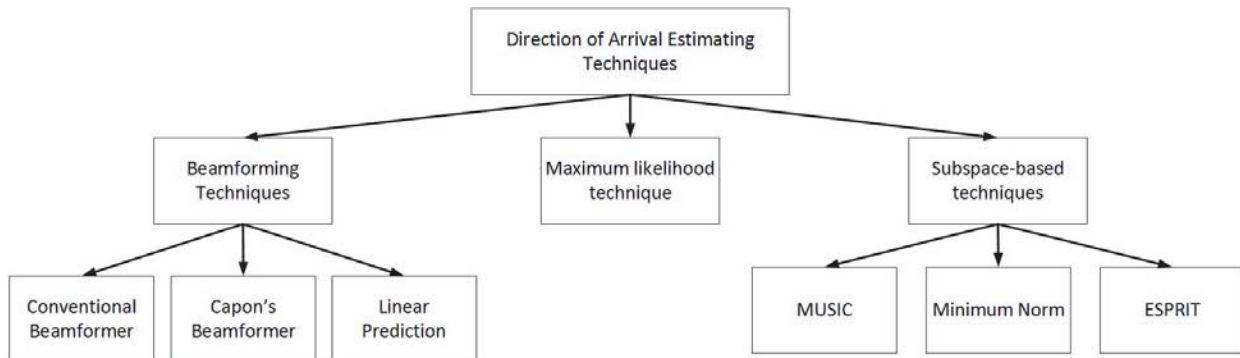 Direction of Arrival Estimating
Techniques
Beamforming
Techniques
Maximum likelihood
technique
Subspace-based
techniques
Conventional
Beamformer
Capon's
Beamformer
Linear
Prediction
MUSIC
Minimum Norm
ESPRIT